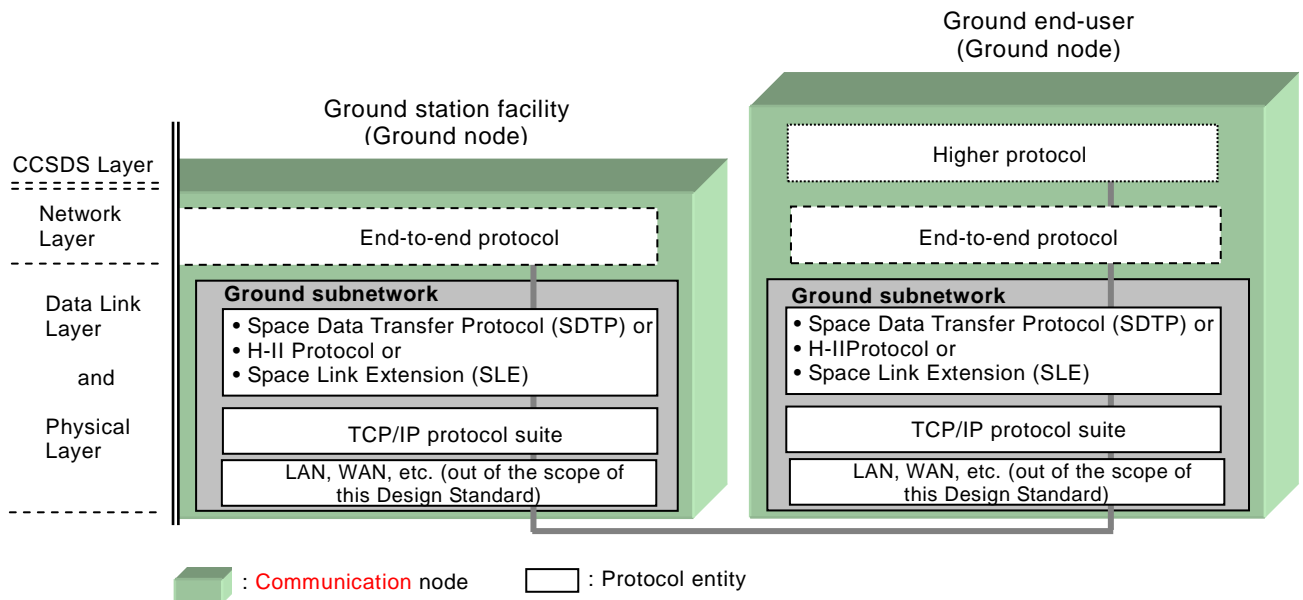 Ground end-user
(Ground node)
Ground station facility
(Ground node)
CCSDS Layer
Higher protocol
Network
Layer
End-to-end protocol
End-to-end protocol
Data Link
Layer
and
Physical
Layer
Ground subnetwork
• Space Data Transfer Protocol (SDTP) or
• H-II Protocol or
• Space Link Extension (SLE)
TCP/IP protocol suite
LAN, WAN, etc. (out of the scope of
this Design Standard)
Ground subnetwork
• Space Data Transfer Protocol (SDTP) or
• H-IIProtocol or
• Space Link Extension (SLE)
TCP/IP protocol suite
LAN, WAN, etc. (out of the scope of
this Design Standard)
: Communication node
: Protocol entity